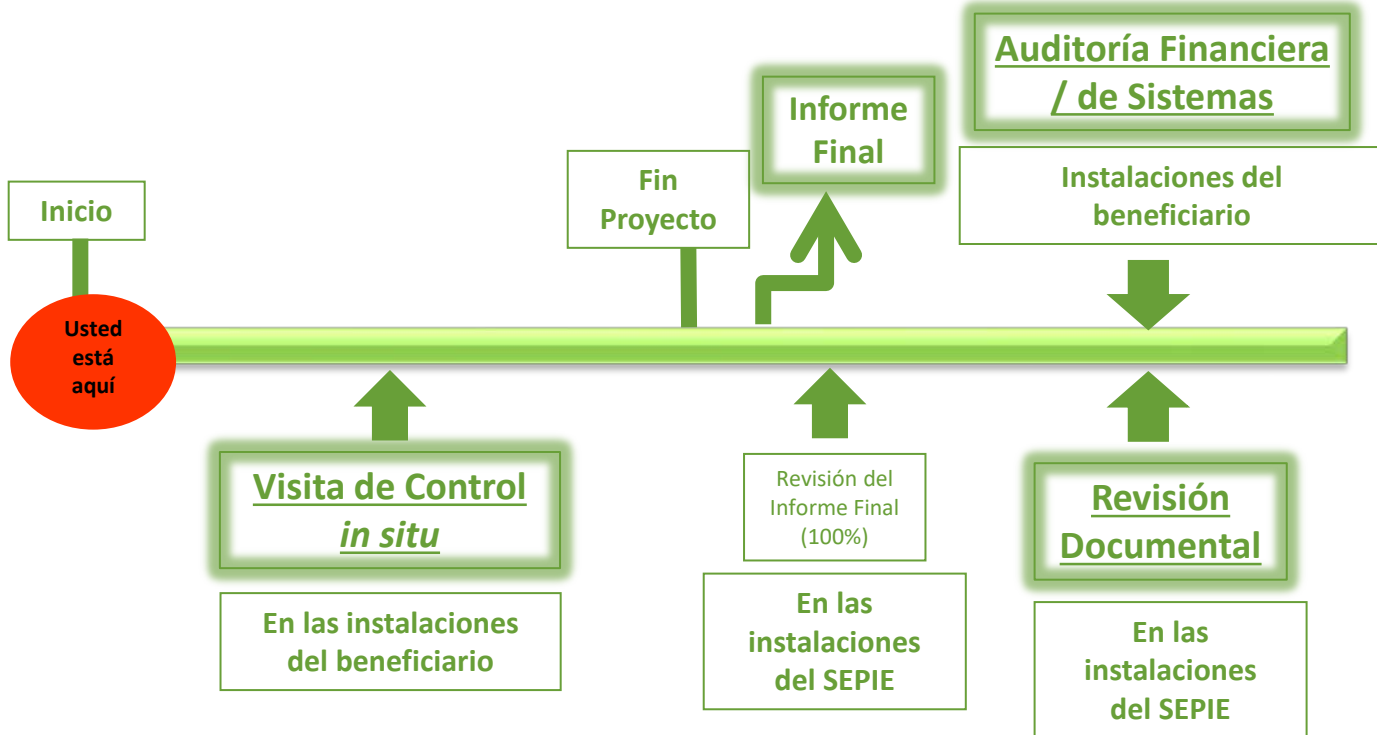 Auditoría Financiera
/ de Sistemas
Informe
Final
Instalaciones del
beneficiario
Fin
Proyecto
Inicio
Usted
está
aquí
Visita de Control
in situ
En las instalaciones
del beneficiario
Revisión del
Informe Final
(100%)
En las
instalaciones
del SEPIE
Revisión
Documental
En las
instalaciones
del SEPIE